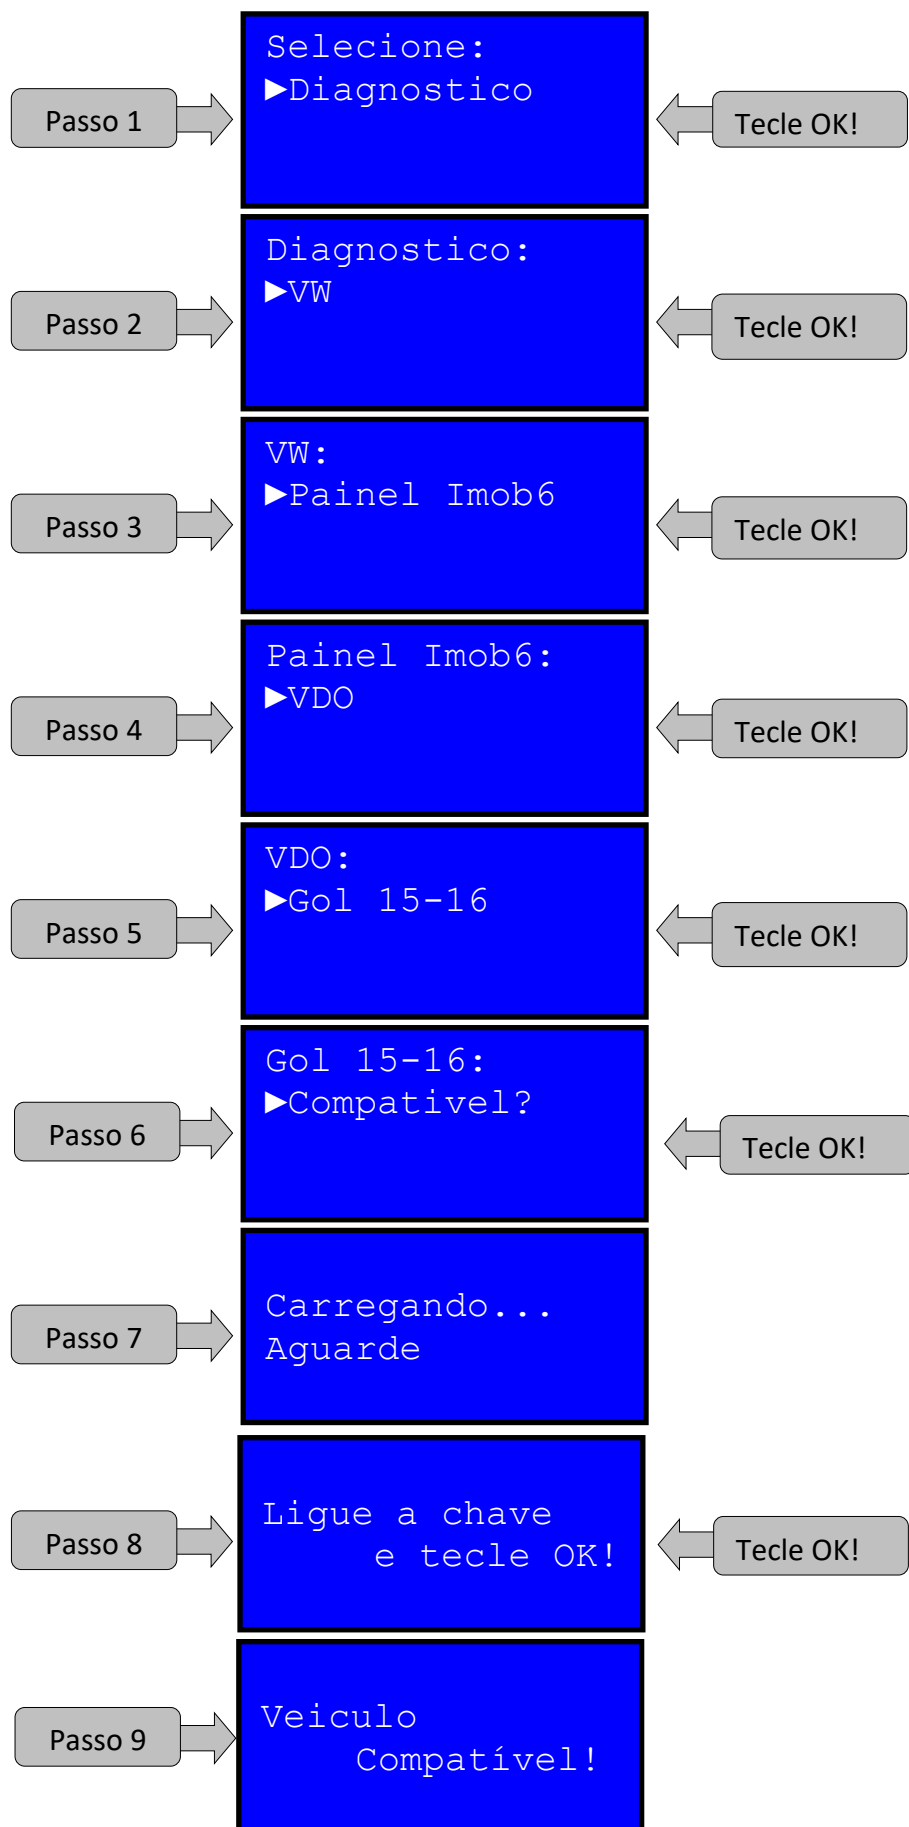 Passo 1
Selecione:
►Diagnostico
Tecle OK!
Passo 2
Diagnostico:
►VW
Tecle OK!
Passo 3
VW:
►Painel Imob6
Tecle OK!
Passo 4
Painel Imob6:
►VDO
Tecle OK!
Passo 5
VDO:
►Gol 15-16
Tecle OK!
Passo 6
Gol 15-16:
►Compativel?
Tecle OK!
Passo 7
Carregando...
Aguarde
Passo 8
Ligue a chave
e tecle OK!
Tecle OK!
Passo 9
Veiculo
Compatível!